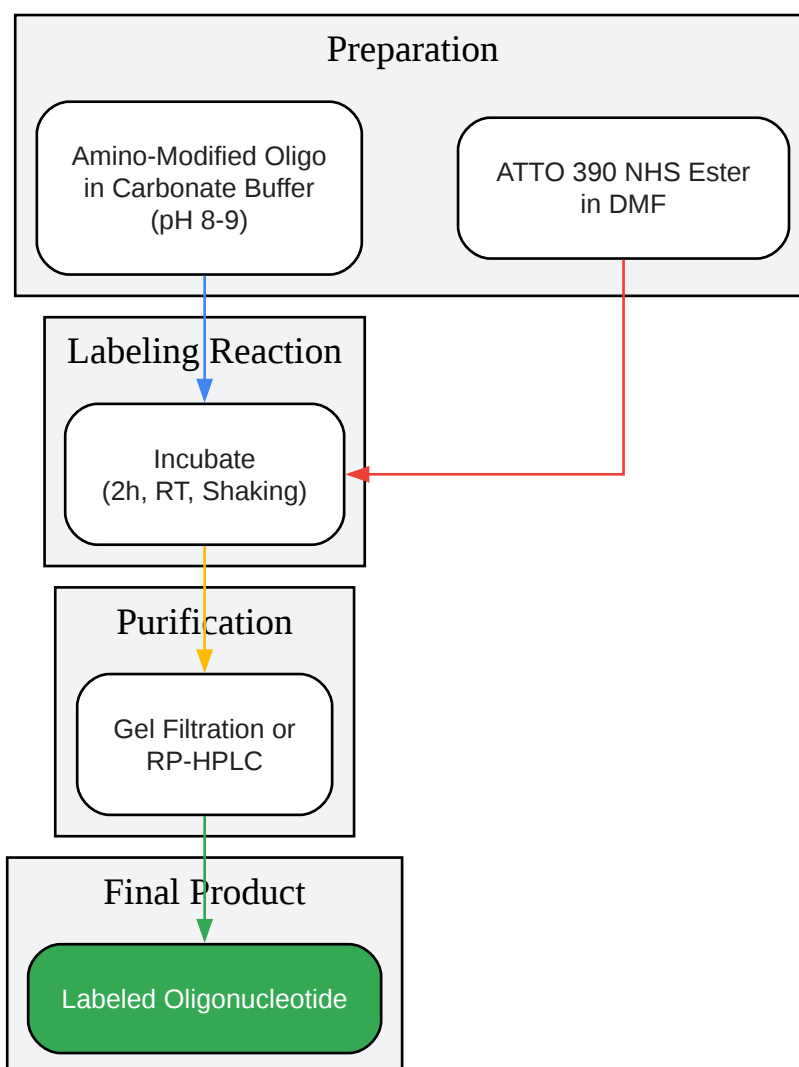 Preparation
Amino-Modified Oligo
in Carbonate Buffer
(pH 8-9)
ATTO 390 NHS Ester
in DMF
Labeling Reaction
Incubate
(2h, RT, Shaking)
Purification
Gel Filtration or
RP-HPLC
Final Product
Labeled Oligonucleotide